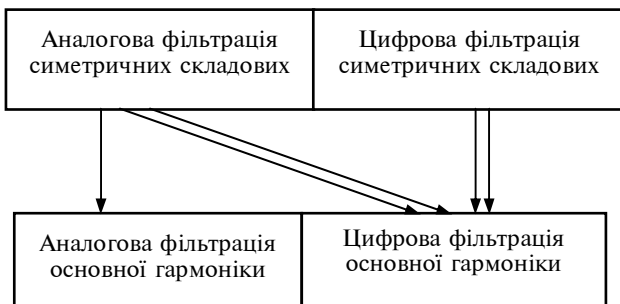 Аналогова фільтрація
симетричних складових
Цифрова фільтрація
симетричних складових
Аналогова фільтрація
основної гармоніки
Цифрова фільтрація
основної гармоніки